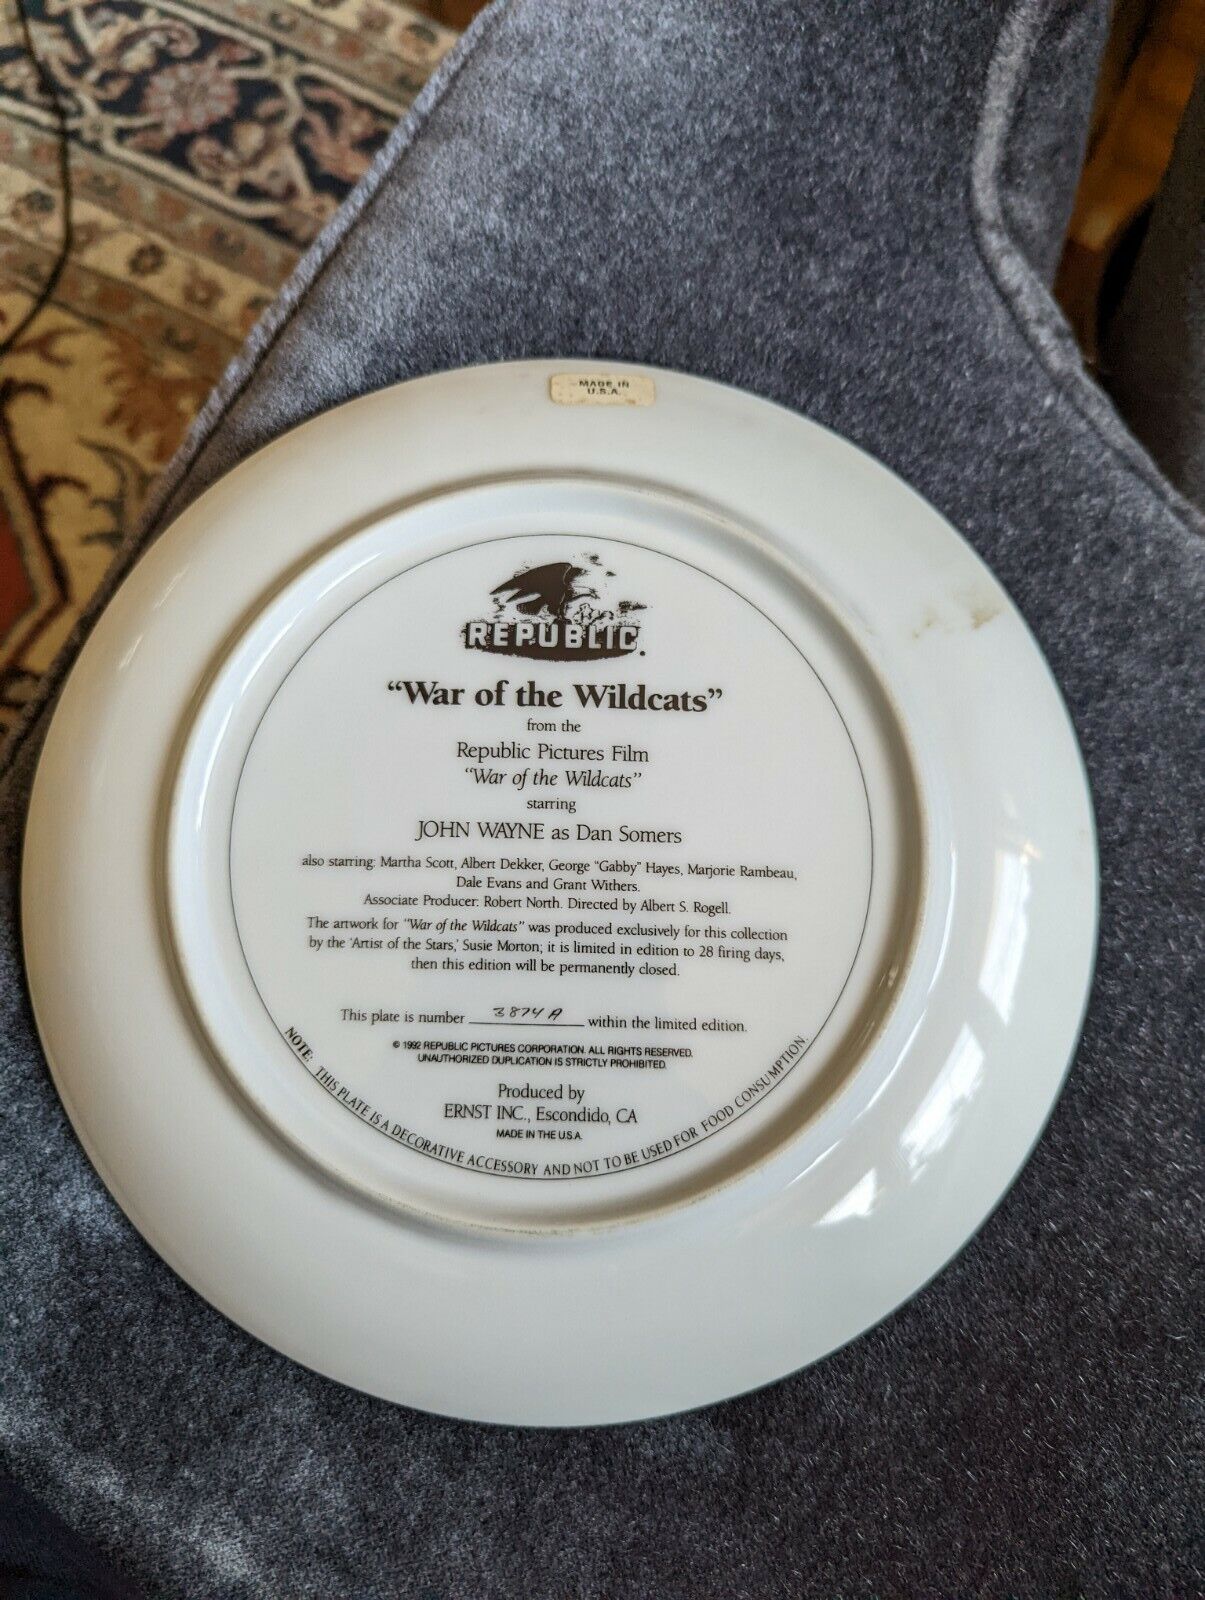 MADE IN
U.S.A.
REPUBLIC.
“War of the Wildcats”
from the
Republic Pictures Film
“War of the Wildcats”
starring
JOHN WAYNE as Dan Somers
also starring: Martha Scott, Albert Dekker, George “Gabby” Hayes, Marjorie Rambeau,
Dale Evans and Grant Withers.
Associate Producer: Robert North. Directed by Albert S. Rogell.
The artwork for “War of the Wildcats” was produced exclusively for this collection
by the ‘Artist of the Stars,’ Susie Morton; it is limited in edition to 28 firing days,
then this edition will be permanently closed.
This plate is number 3874 A within the limited edition.
© 1992 REPUBLIC PICTURES CORPORATION. ALL RIGHTS RESERVED.
UNAUTHORIZED DUPLICATION IS STRICTLY PROHIBITED.
Produced by
ERNST INC., Escondido, CA
MADE IN THE U.S.A.
NOTE: THIS PLATE IS A DECORATIVE ACCESSORY AND NOT TO BE USED FOR FOOD CONSUMPTION.